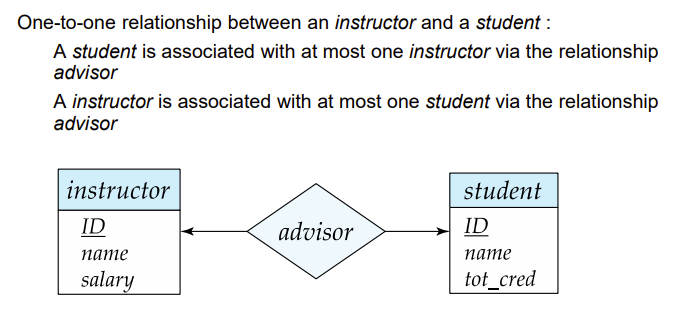 One-to-one relationship between an instructor and a student :
A student is associated with at most one instructor via the relationship
advisor
A instructor is associated with at most one student via the relationship
advisor
instructor
ID
name
salary
advisor
student
ID
name
tot_cred